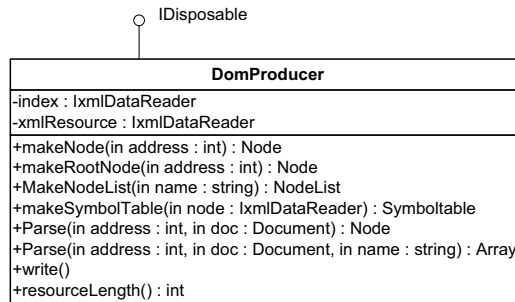 IDisposable
DomProducer
-index : IxmlDataReader
-xmlResource : IxmlDataReader
+makeNode(in address : int) : Node
+makeRootNode(in address : int) : Node
+MakeNodeList(in name : string) : NodeList
+makeSymbolTable(in node : IxmlDataReader) : Symboltable
+Parse(in address : int, in doc : Document) : Node
+Parse(in address : int, in doc : Document, in name : string) : Array
+write()
+resourceLength() : int